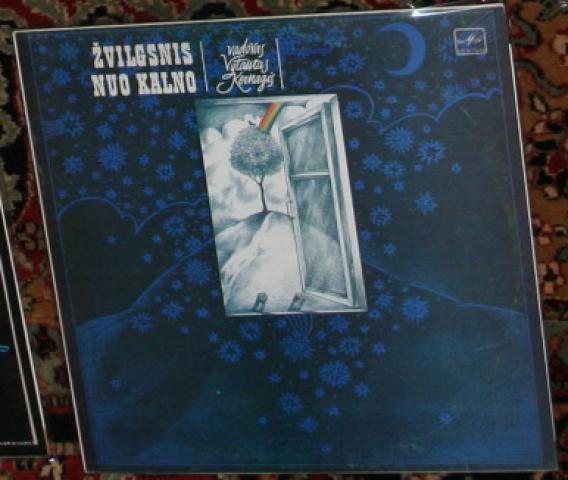 ŽVILGSNIS
NUO KALNO
vadovas
Vytautas
Kernagis